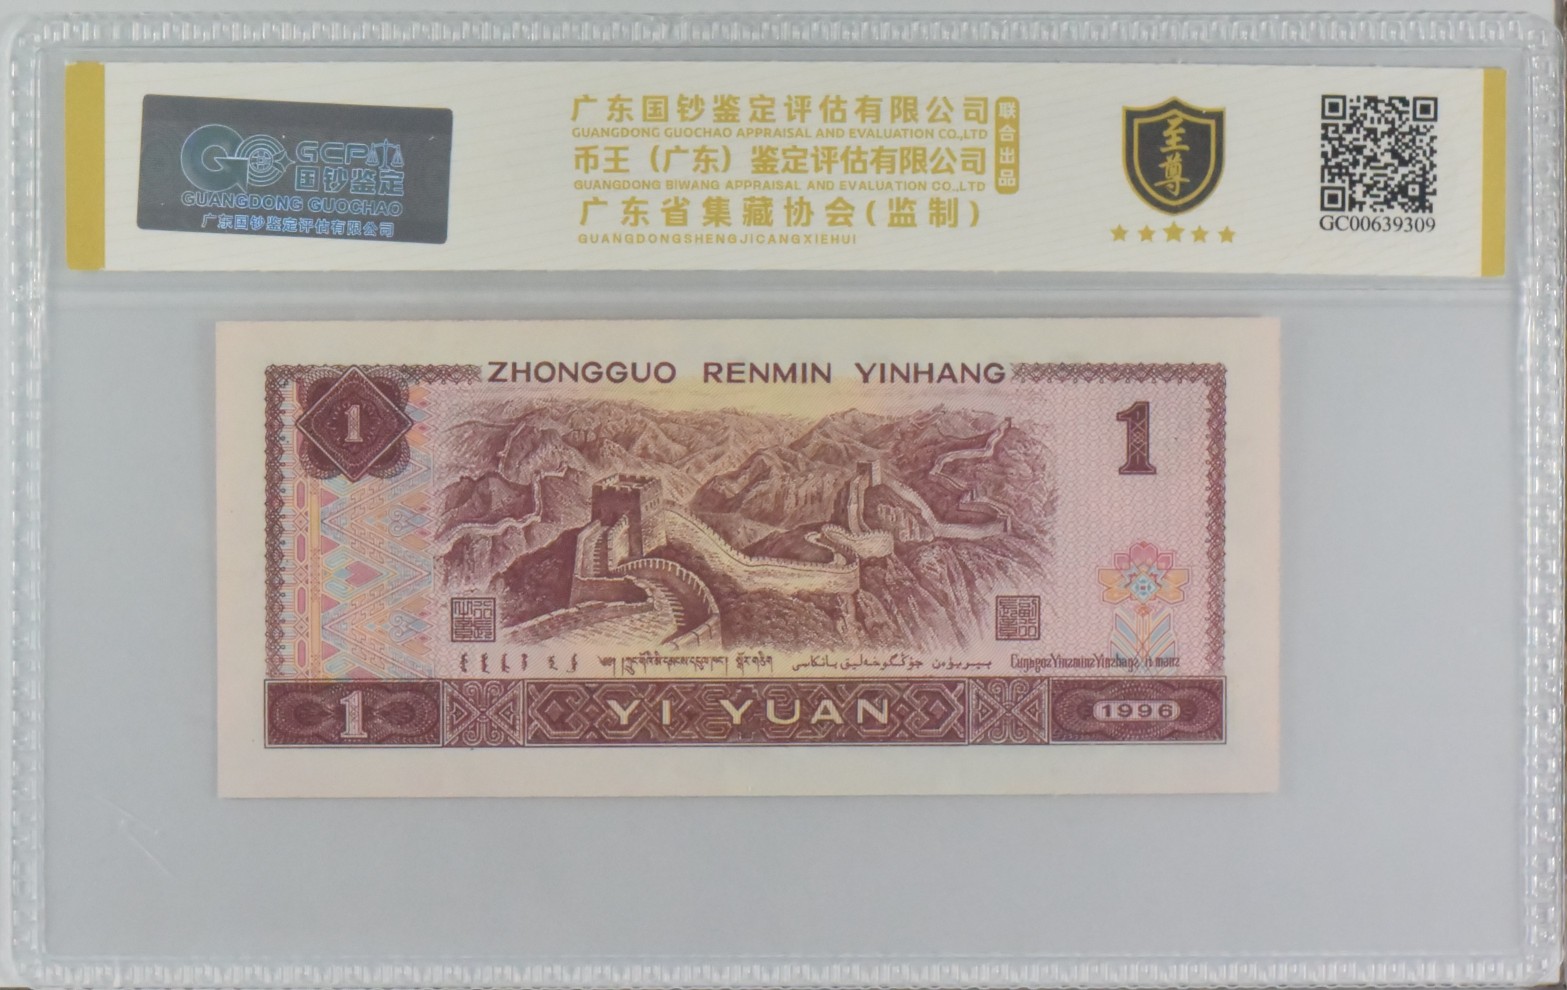 GCP
国钞鉴定
GUANGDONG GUOCHAO
广东国钞鉴定评估有限公司
广东国钞鉴定评估有限公司
GUANGDONG GUOCHAO APPRAISAL AND EVALUATION CO.,LTD
币王（广东）鉴定评估有限公司
GUANGDONG BIWANG APPRAISAL AND EVALUATION CO.,LTD
联合出品
广东省集藏协会(监制)
GUANGDONGSHENGJICANGXIEHUI
至尊
GC00639309
ZHONGGUO RENMIN YINHANG
1
1
1 YI YUAN 1996